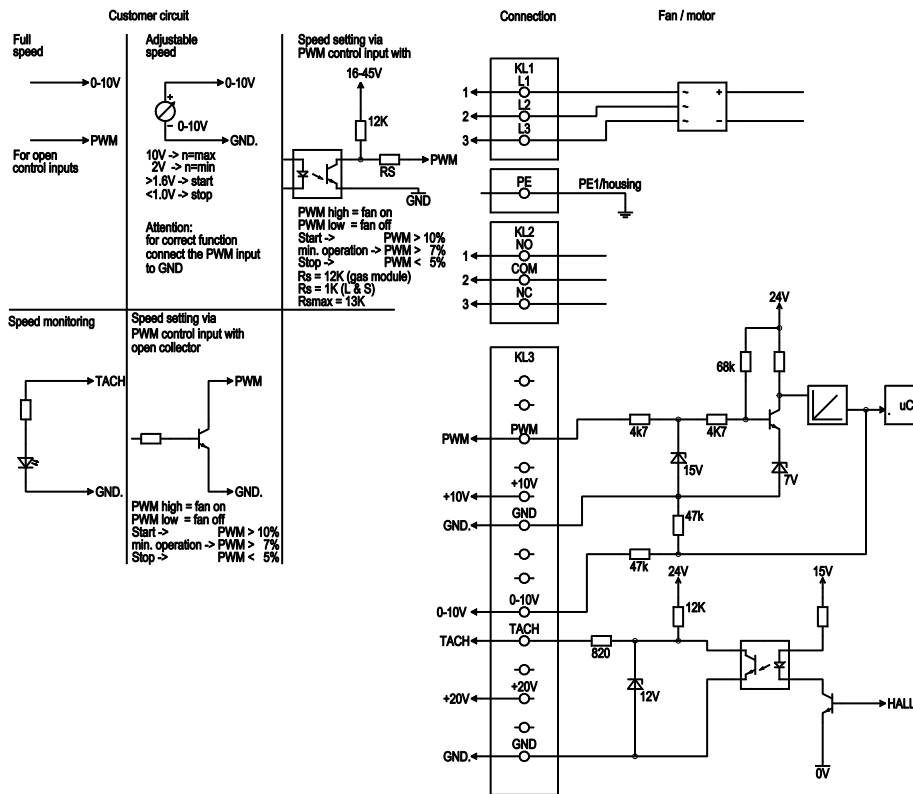 Customer circuit
Connection
Fan / motor
Full
speed
0-10V
PWM
For open
control inputs
Adjustable
speed
0-10V
+
− 0-10V
GND.
10V -> n=max
2V -> n=min
>1.6V -> start
<1.0V -> stop
Attention:
for correct function
connect the PWM input
to GND
Speed setting via
PWM control input with
16-45V
12K
PWM
RS
GND
PWM high = fan on
PWM low = fan off
Start -> PWM > 10%
min. operation -> PWM > 7%
Stop -> PWM < 5%
Rs = 12K (gas module)
Rs = 1K (L & S)
Rsmax = 13K
Speed monitoring
TACH
GND.
Speed setting via
PWM control input with
open collector
PWM
GND.
PWM high = fan on
PWM low = fan off
Start -> PWM > 10%
min. operation -> PWM > 7%
Stop -> PWM < 5%
KL1
L1
1
L2
2
L3
3
~ +
~
~ −
PE
PE1/housing
KL2
NO
1
COM
2
NC
3
KL3
PWM
PWM
+10V
+10V
GND
GND.
0-10V
0-10V
TACH
TACH
+20V
+20V
GND
GND.
24V
68k
uC
4k7
4K7
15V
7V
47k
47k
24V
15V
12K
820
12V
HALL
0V